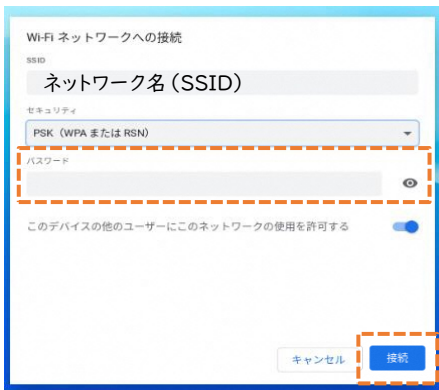 Wi-Fi ネットワークへの接続
SSID
ネットワーク名(SSID)
セキュリティ
PSK(WPA または RSN)
パスワード
このデバイスの他のユーザーにこのネットワークの使用を許可する
キャンセル
接続